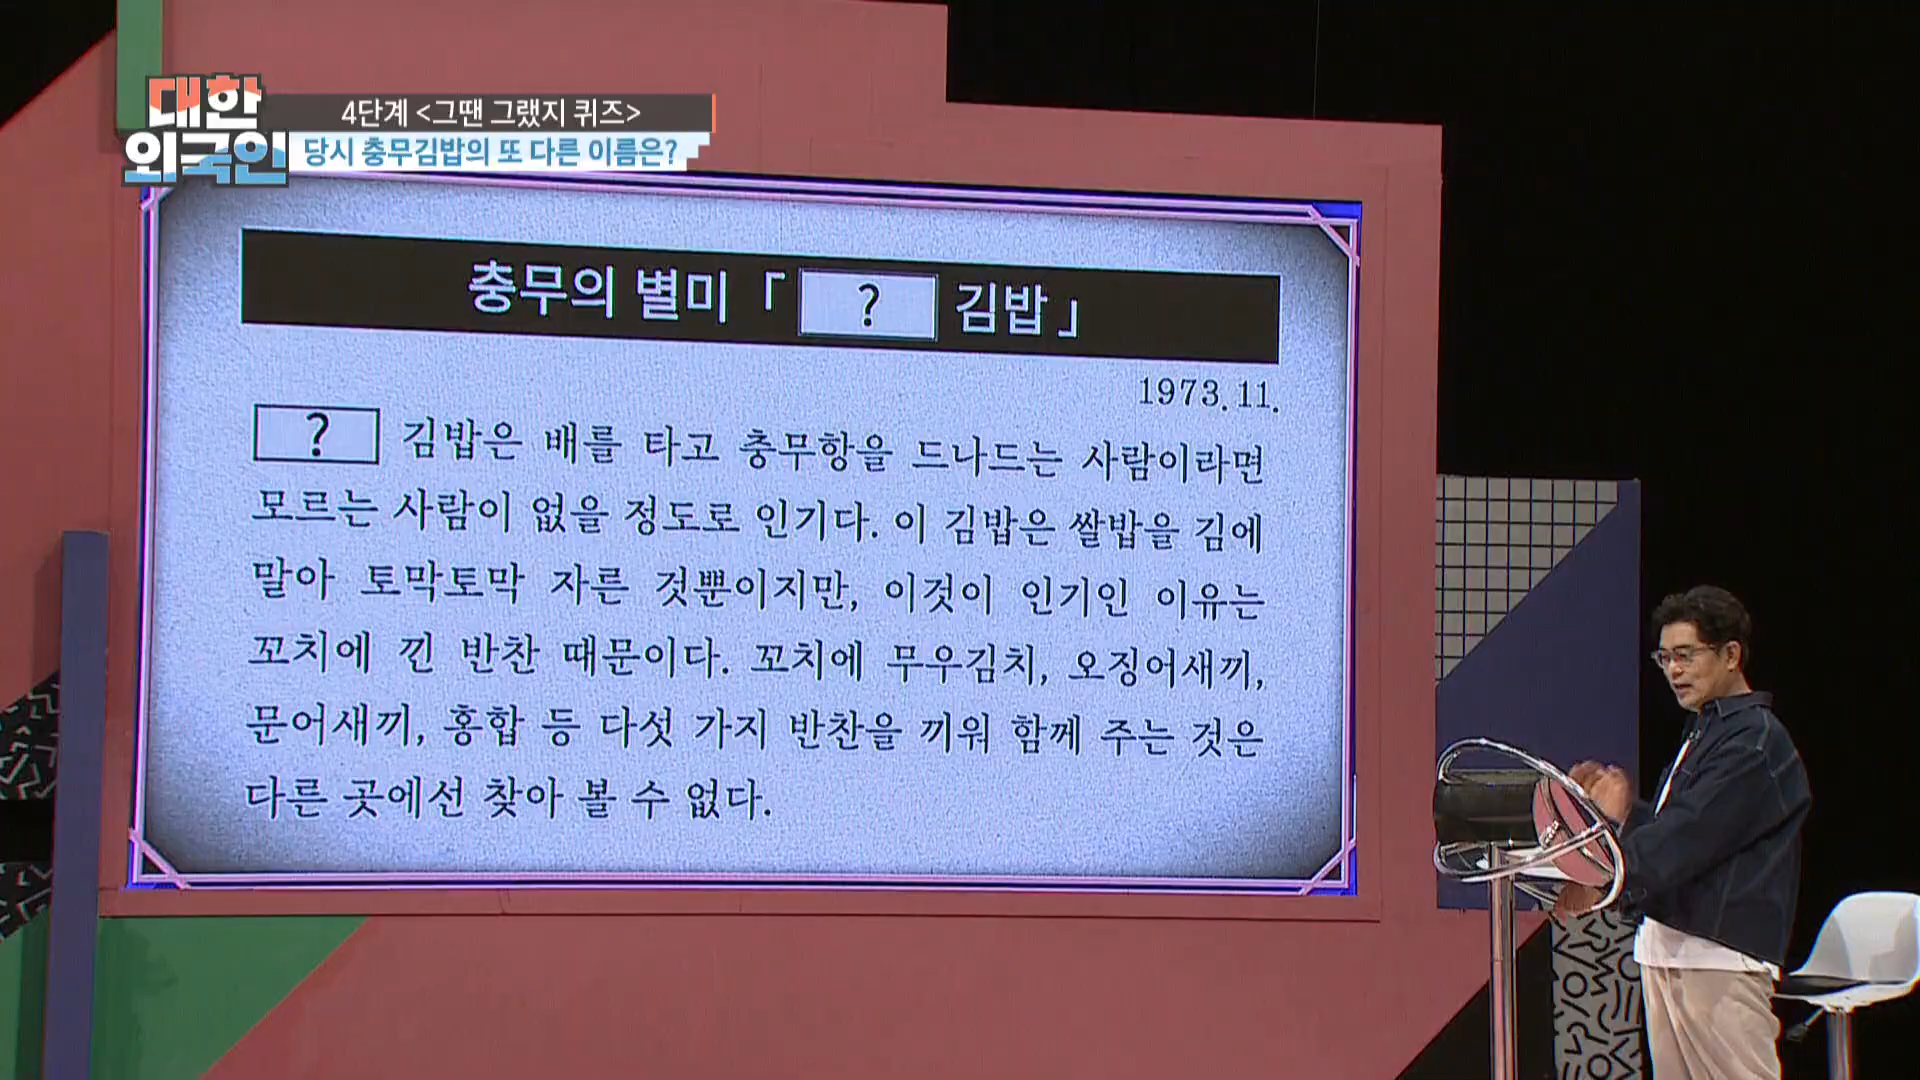 대한
외국인
4단계 <그땐 그랬지 퀴즈>
당시 충무김밥의 또 다른 이름은?
충무의 별미 「 ? 김밥」
1973.11.
? 김밥은 배를 타고 충무항을 드나드는 사람이라면
모르는 사람이 없을 정도로 인기다. 이 김밥은 쌀밥을 김에
말아 토막토막 자른 것뿐이지만, 이것이 인기인 이유는
꼬치에 낀 반찬 때문이다. 꼬치에 무우김치, 오징어새끼,
문어새끼, 홍합 등 다섯 가지 반찬을 끼워 함께 주는 것은
다른 곳에선 찾아 볼 수 없다.